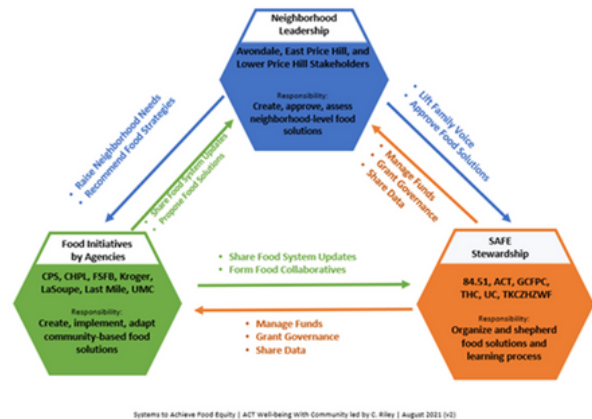 Neighborhood
Leadership
Avondale, East Price Hill, and
Lower Price Hill Stakeholders
Responsibility:
Create, approve, assess
neighborhood-level food
solutions
• Raise Neighborhood Needs
• Recommend Food Strategies
• Share Food System Updates
• Propose Food Solutions
• Lift Family Voice
• Approve Food Solutions
• Manage Funds
• Grant Governance
• Share Data
Food Initiatives
by Agencies
CPS, CHPL, FSFB, Kroger,
LaSoupe, Last Mile, UMC
Responsibility:
Create, implement, adapt
community-based food
solutions
• Share Food System Updates
• Form Food Collaboratives
• Manage Funds
• Grant Governance
• Share Data
SAFE
Stewardship
84.51, ACT, GCFPC,
THC, UC, TKCZHZWF
Responsibility:
Organize and shepherd
food solutions and
learning process
Systems to Achieve Food Equity | ACT Well-being With Community led by C. Riley | August 2021 (v2)